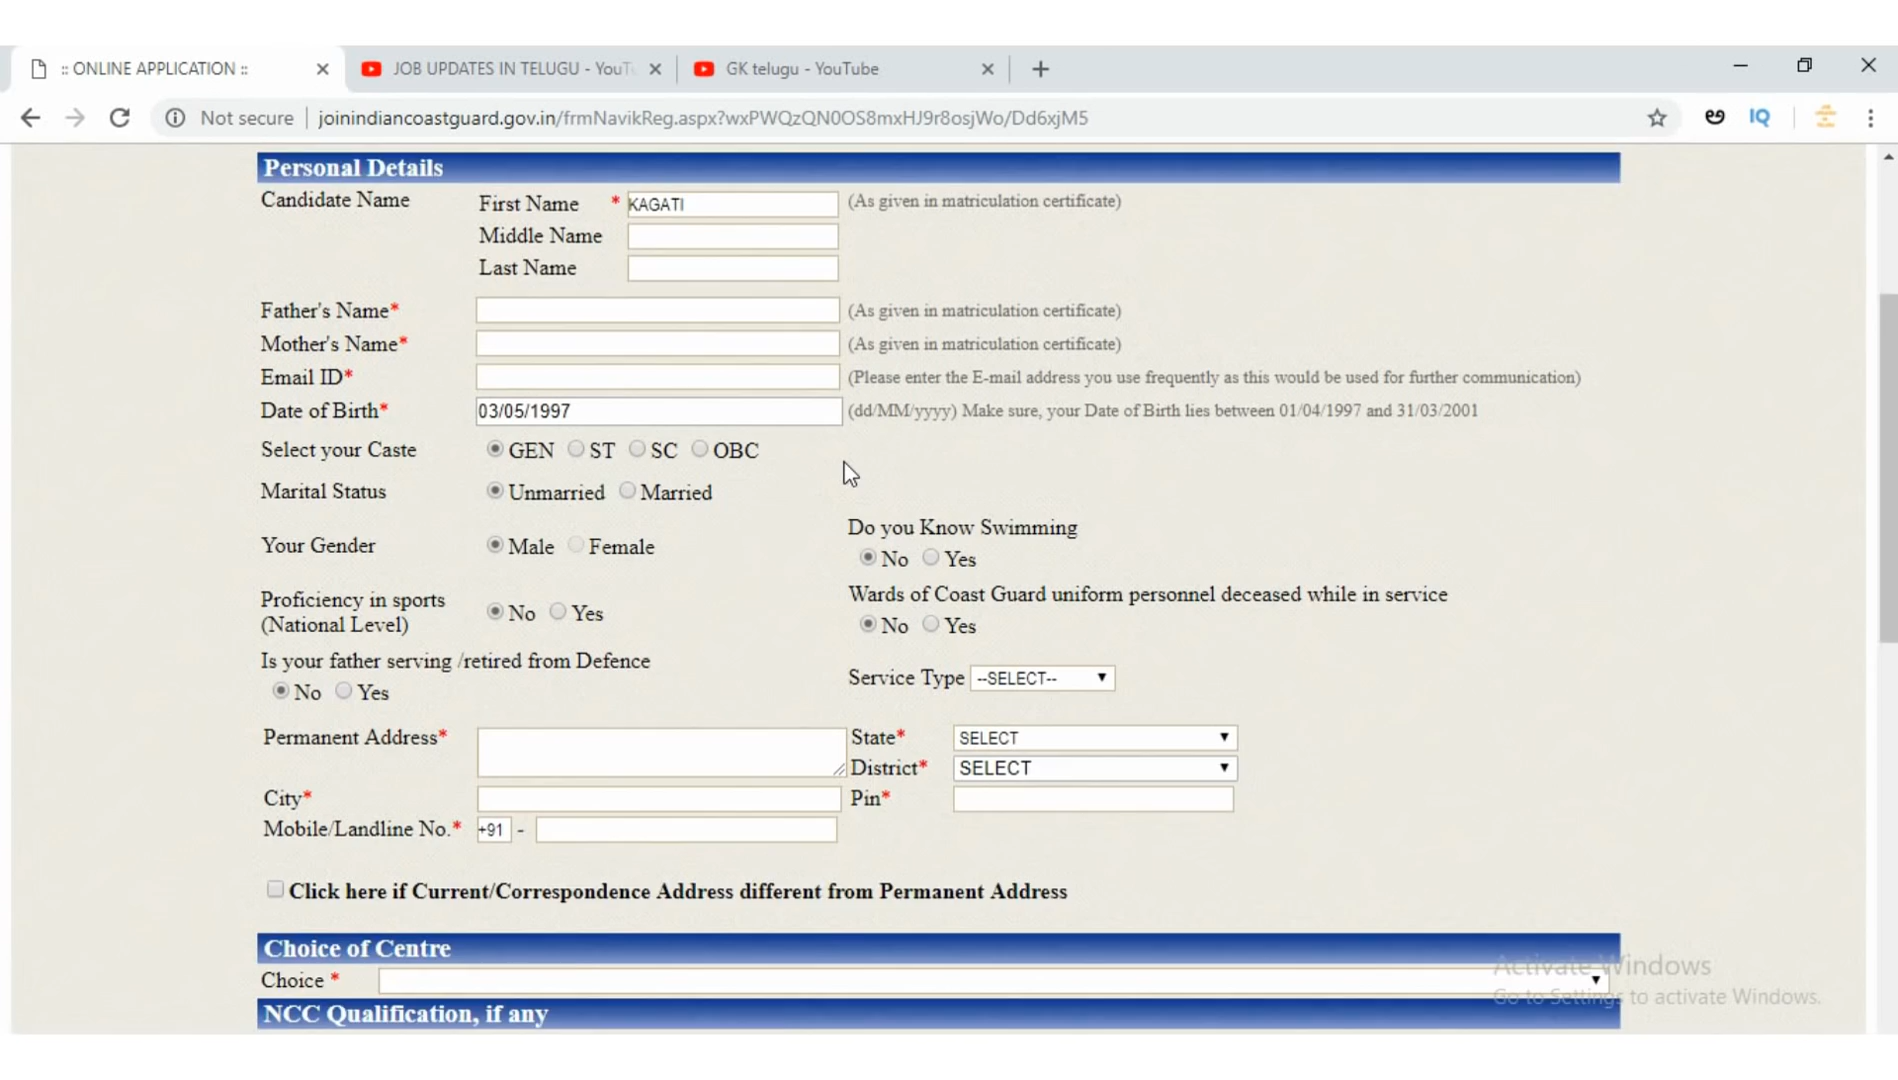 :: ONLINE APPLICATION ::
JOB UPDATES IN TELUGU - YouTu
GK telugu - YouTube
Not secure | joinindiancoastguard.gov.in/frmNavikReg.aspx?wxPWQzQN0OS8mxHJ9r8osjWo/Dd6xjM5
IQ
Personal Details
Candidate Name First Name * KAGATI (As given in matriculation certificate)
Middle Name
Last Name
Father's Name* (As given in matriculation certificate)
Mother's Name* (As given in matriculation certificate)
Email ID* (Please enter the E-mail address you use frequently as this would be used for further communication)
Date of Birth* 03/05/1997 (dd/MM/yyyy) Make sure, your Date of Birth lies between 01/04/1997 and 31/03/2001
Select your Caste GEN ST SC OBC
Marital Status Unmarried Married
Do you Know Swimming
Your Gender Male Female
No Yes
Proficiency in sports
(National Level) No Yes
Wards of Coast Guard uniform personnel deceased while in service
No Yes
Is your father serving /retired from Defence
No Yes
Service Type --SELECT--
Permanent Address* State* SELECT
District* SELECT
City* Pin*
Mobile/Landline No.* +91 -
Click here if Current/Correspondence Address different from Permanent Address
Choice of Centre
Choice *
NCC Qualification, if any
Activate Windows
Go to Settings to activate Windows.